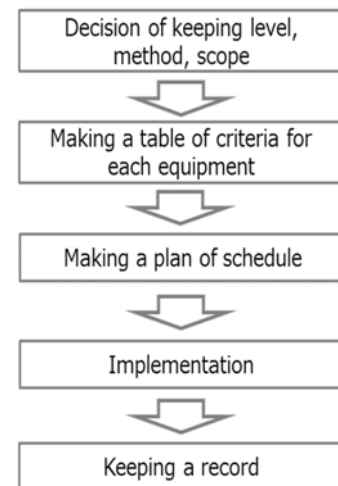 Decision of keeping level,
method, scope
Making a table of criteria for
each equipment
Making a plan of schedule
Implementation
Keeping a record